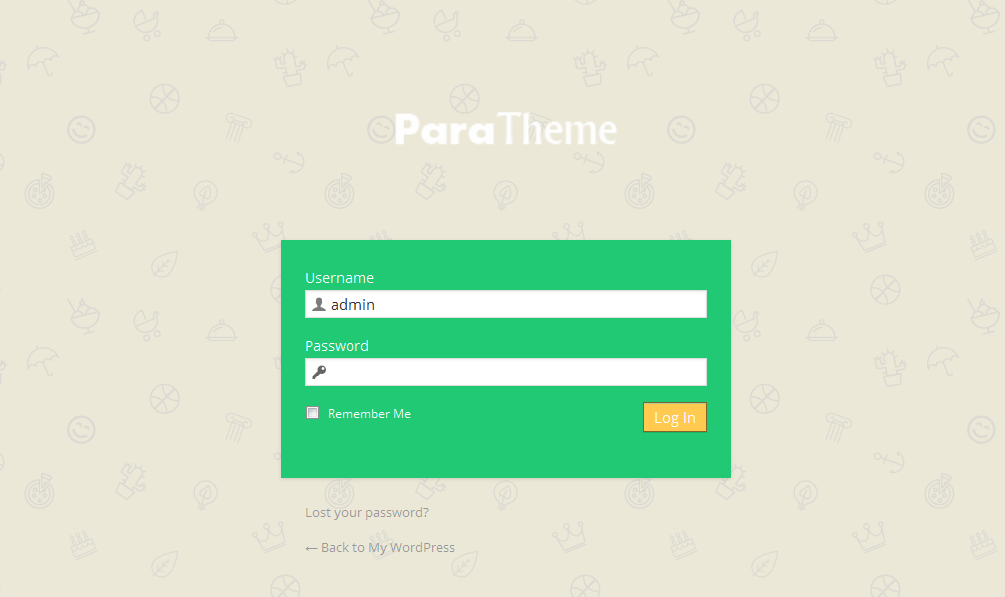 ParaTheme
Username
admin
Password
Remember Me
Log In
Lost your password?
← Back to My WordPress